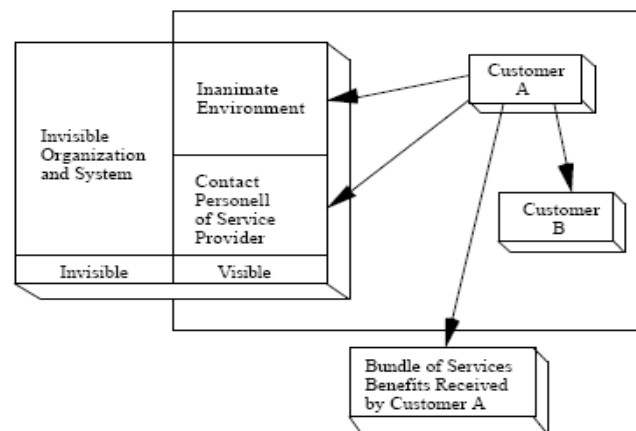 Invisible
Organization
and System
Inanimate
Environment
Contact
Personell
of Service
Provider
Invisible
Visible
Customer
A
Customer
B
Bundle of Services
Benefits Received
by Customer A